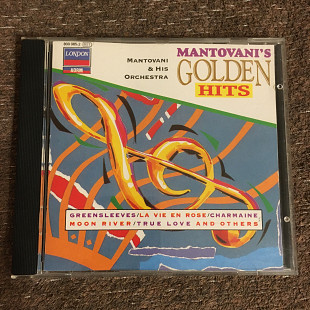 LONDON
MANTOVANI
& HIS
ORCHESTRA
MANTOVANI'S
GOLDEN
HITS
GREENSLEEVES/LA VIE EN ROSE/CHARMAINE
MOON RIVER/TRUE LOVE AND OTHERS